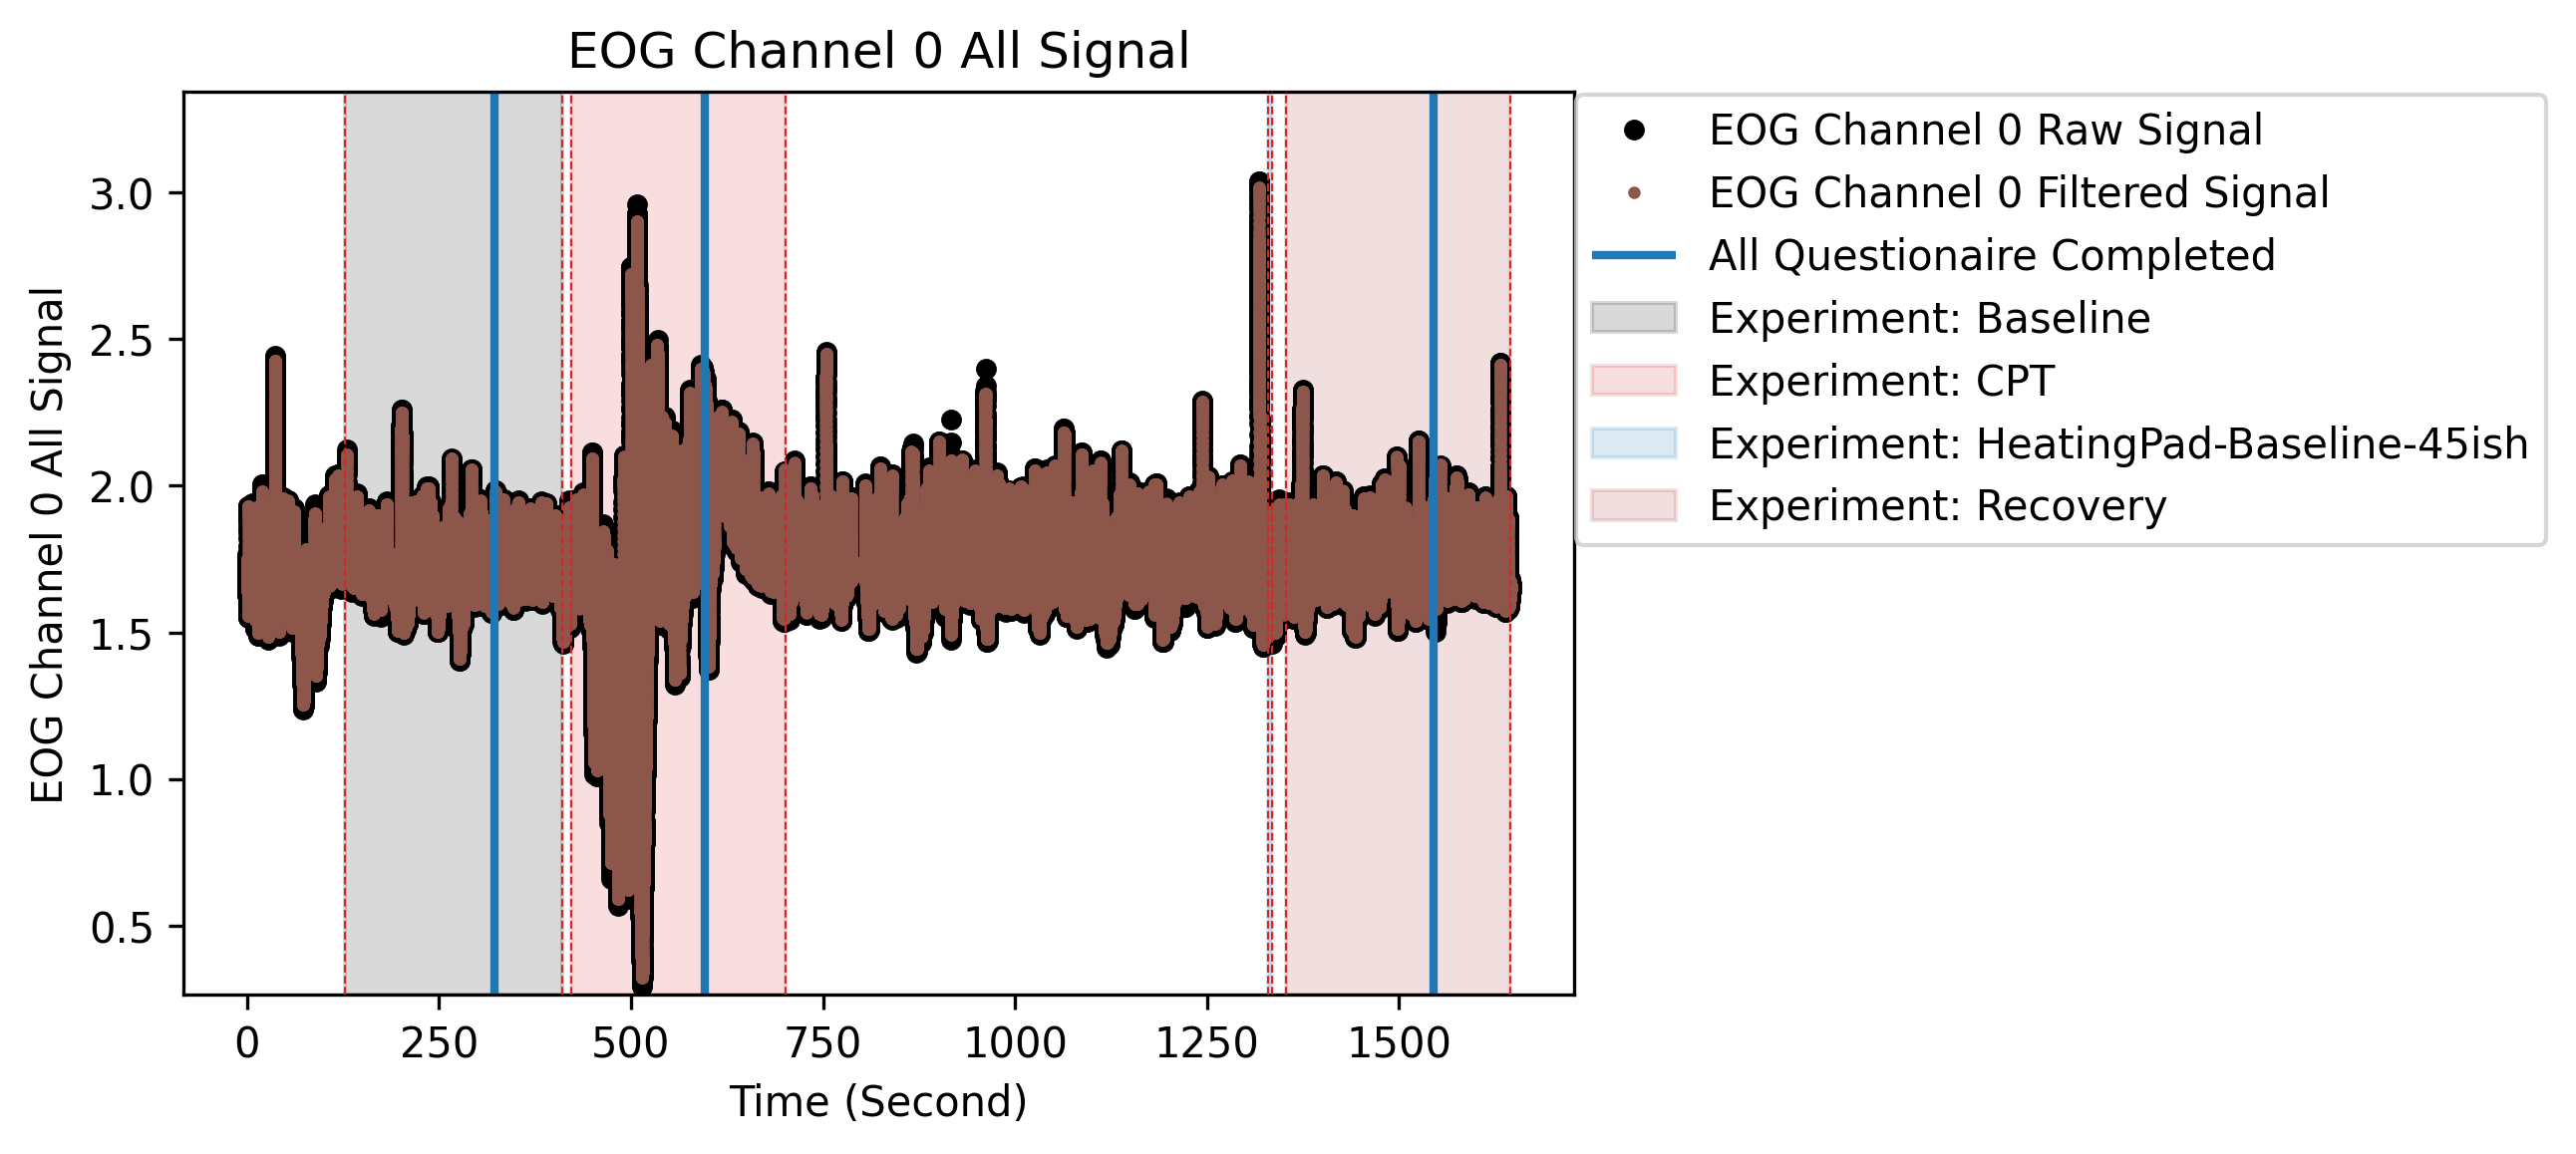 EOG Channel 0 All Signal
EOG Channel 0 All Signal
3.0
2.5
2.0
1.5
1.0
0.5
0 250 500 750 1000 1250 1500
Time (Second)
EOG Channel 0 Raw Signal
EOG Channel 0 Filtered Signal
All Questionaire Completed
Experiment: Baseline
Experiment: CPT
Experiment: HeatingPad-Baseline-45ish
Experiment: Recovery